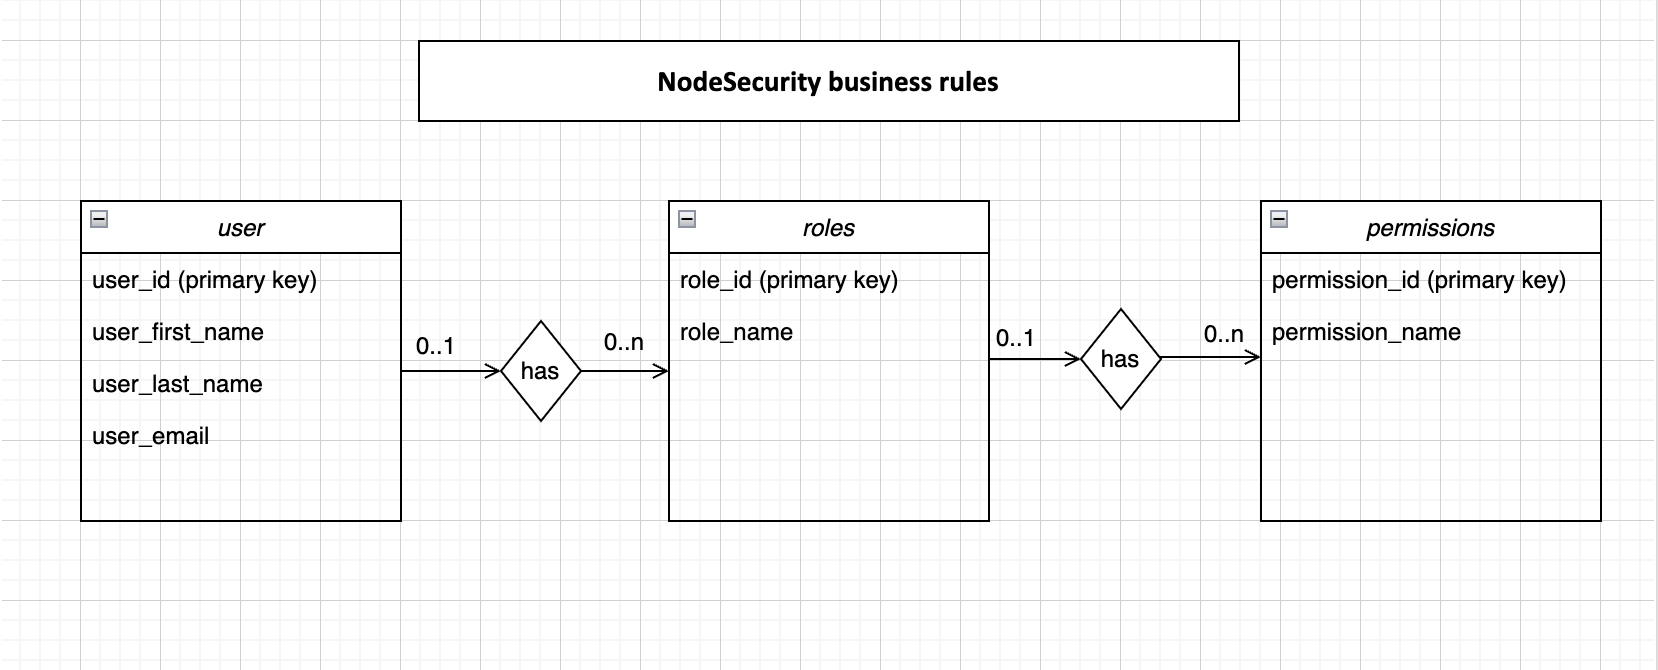 NodeSecurity business rules
user
user_id (primary key)
user_first_name
user_last_name
user_email
0..1
has
0..n
roles
role_id (primary key)
role_name
0..1
has
0..n
permissions
permission_id (primary key)
permission_name